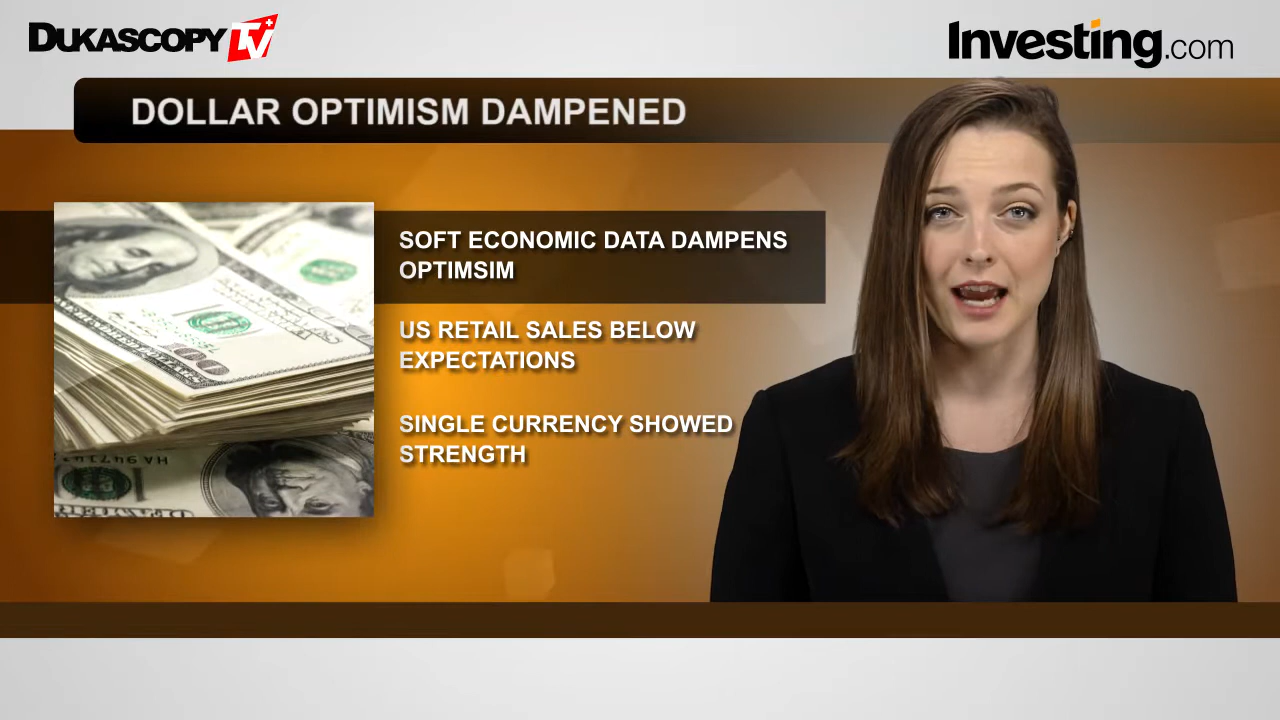 DUKASCOPY TV
Investing.com
DOLLAR OPTIMISM DAMPENED
SOFT ECONOMIC DATA DAMPENS
OPTIMSIM
US RETAIL SALES BELOW
EXPECTATIONS
SINGLE CURRENCY SHOWED
STRENGTH
100